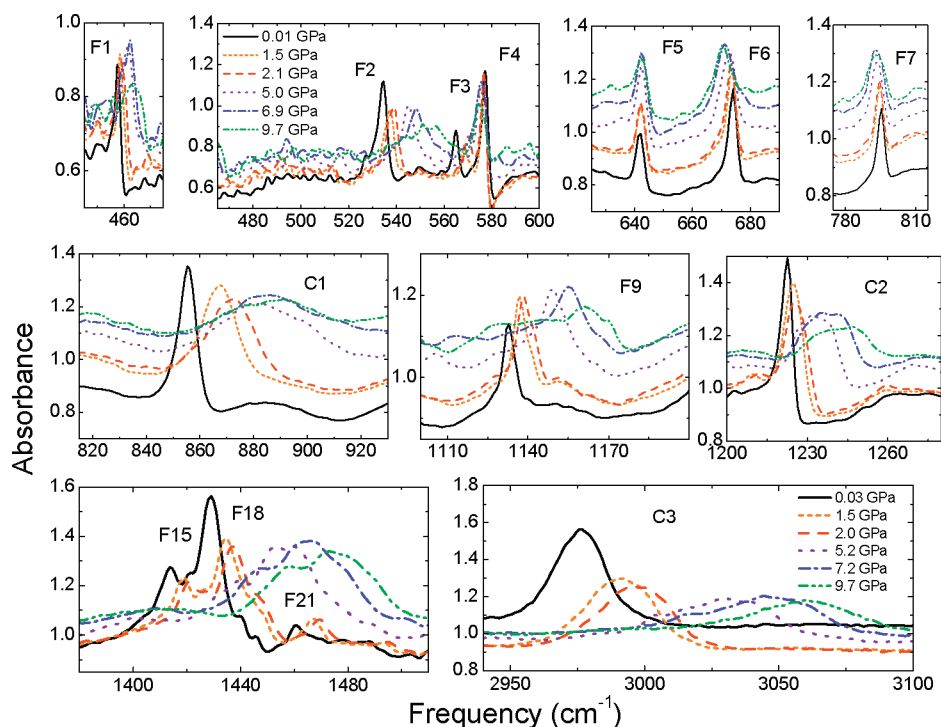 F1
1.0
0.8
0.6
460
F2
F3
F4
1.4
1.2
1.0
0.8
0.6
0.01 GPa
1.5 GPa
2.1 GPa
5.0 GPa
6.9 GPa
9.7 GPa
480 500 520 540 560 580 600
F5
F6
1.4
1.2
1.0
0.8
640 660 680
F7
1.4
1.2
1.0
0.8
780 800
C1
1.4
1.2
1.0
0.8
820 840 860 880 900 920
F9
1.2
1.0
1110 1140 1170
C2
1.6
1.4
1.2
1.0
0.8
1200 1220 1240 1260
Absorbance
F15
F18
F21
1.6
1.4
1.2
1.0
1400 1440 1480
C3
1.8
1.6
1.4
1.2
1.0
0.8
0.03 GPa
1.5 GPa
2.0 GPa
5.2 GPa
7.2 GPa
9.7 GPa
2950 3000 3050 3100
Frequency (cm⁻¹)